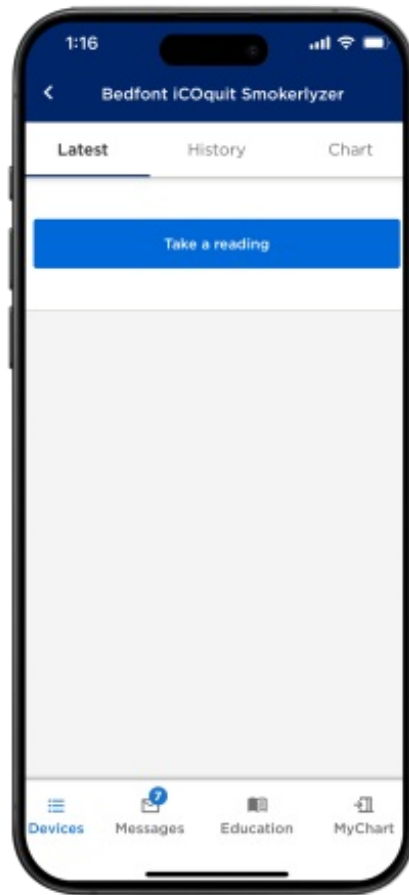 1:16
Bedfont iCOquit Smokerlyzer
Latest History Chart
Take a reading
7
Devices Messages Education MyChart